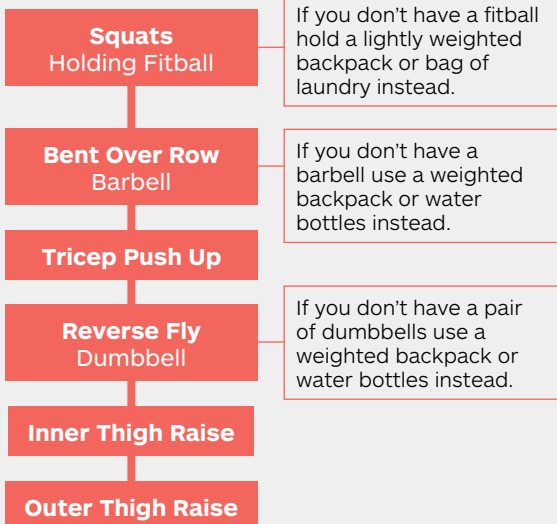 Squats
Holding Fitball
If you don't have a fitball
hold a lightly weighted
backpack or bag of
laundry instead.
Bent Over Row
Barbell
If you don't have a
barbell use a weighted
backpack or water
bottles instead.
Tricep Push Up
Reverse Fly
Dumbbell
If you don't have a pair
of dumbbells use a
weighted backpack or
water bottles instead.
Inner Thigh Raise
Outer Thigh Raise